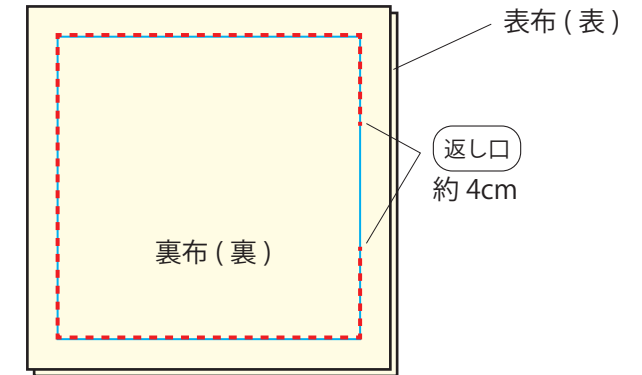 表布 ( 表 )
返し口
約 4cm
裏布 ( 裏 )